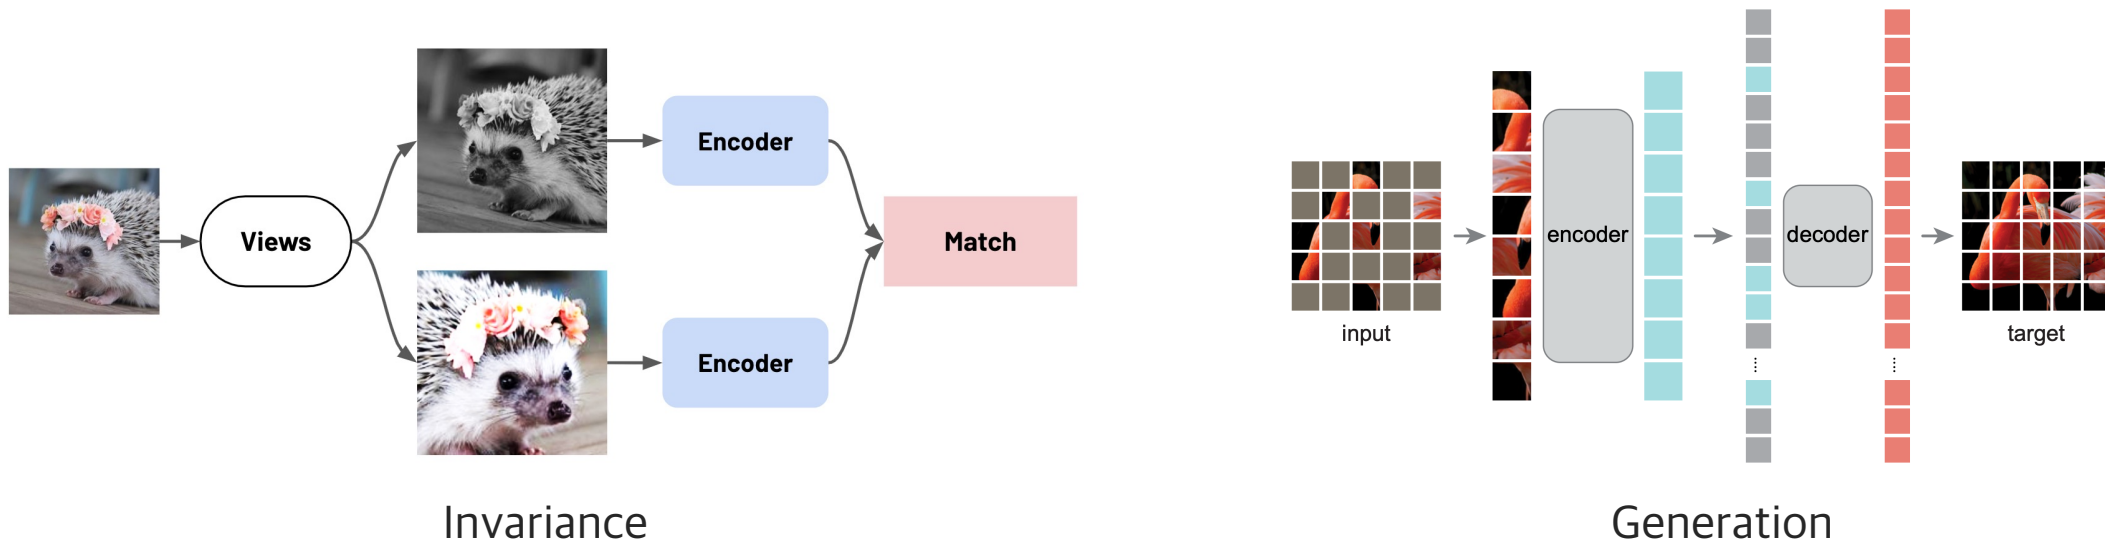 Views
Encoder
Encoder
Match
Invariance
input
encoder
decoder
target
Generation